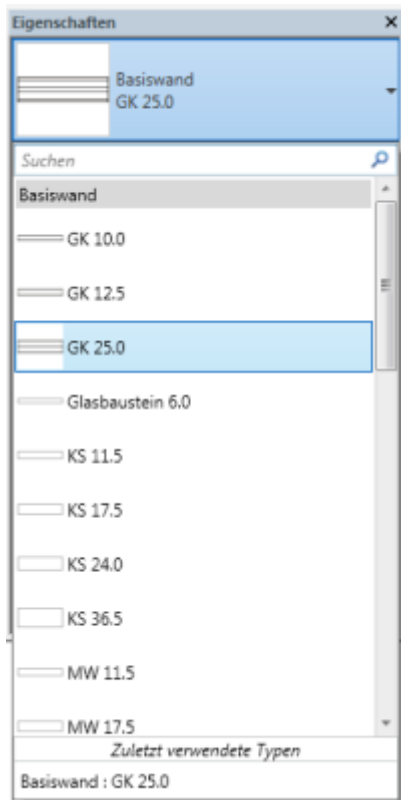 Eigenschaften
Basiswand
GK 25.0
Suchen
Basiswand
GK 10.0
GK 12.5
GK 25.0
Glasbaustein 6.0
KS 11.5
KS 17.5
KS 24.0
KS 36.5
MW 11.5
MW 17.5
Zuletzt verwendete Typen
Basiswand : GK 25.0